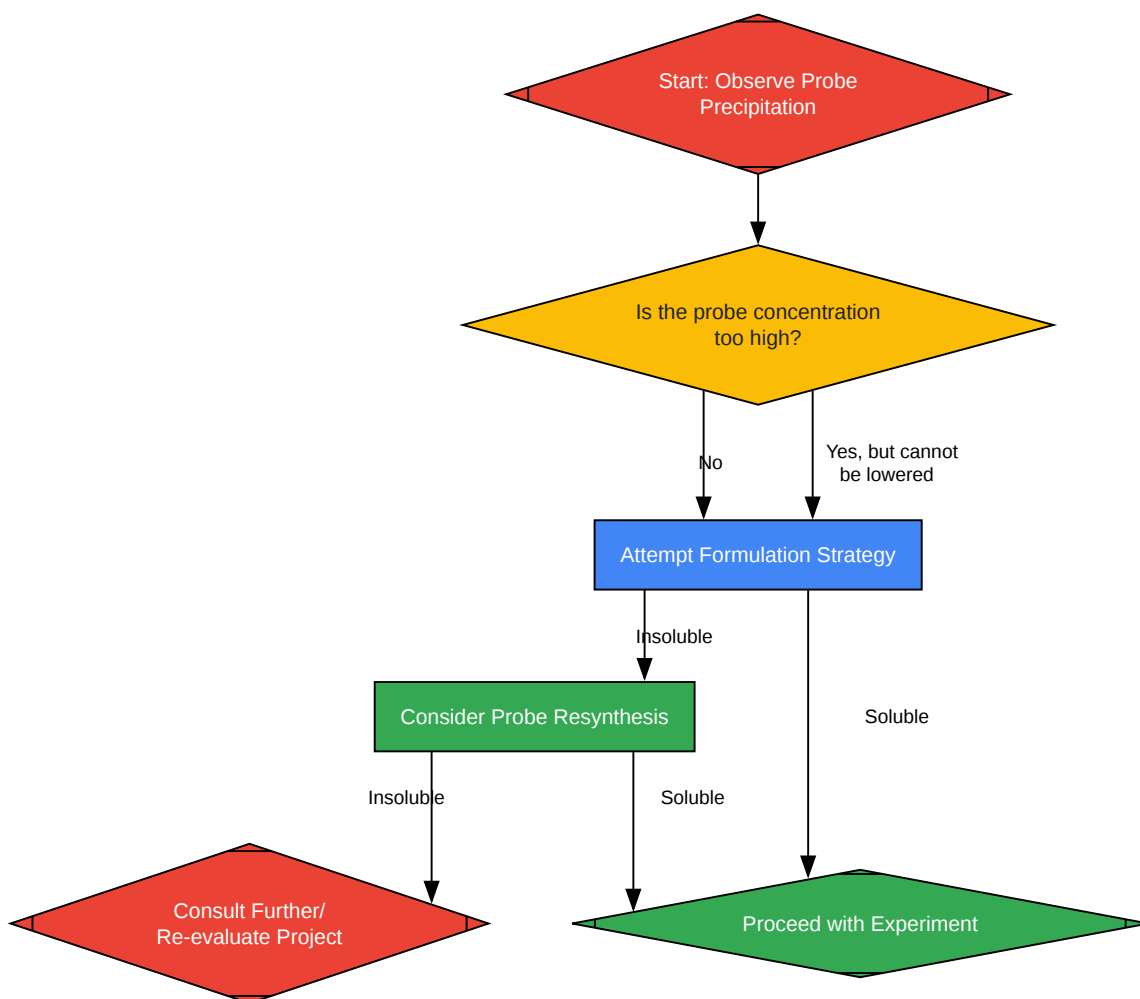 Start: Observe Probe
Precipitation
Is the probe concentration
too high?
No
Yes, but cannot
be lowered
Attempt Formulation Strategy
Insoluble
Consider Probe Resynthesis
Soluble
Insoluble
Soluble
Consult Further/
Re-evaluate Project
Proceed with Experiment